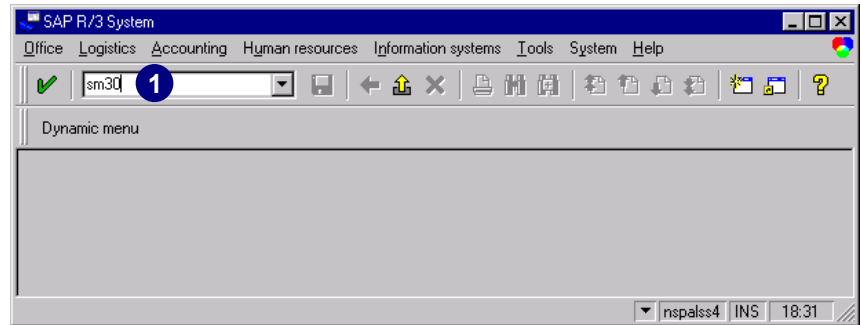 SAP R/3 System
Office Logistics Accounting Human resources Information systems Tools System Help
sm30 1
Dynamic menu
nspalss4 INS 18:31